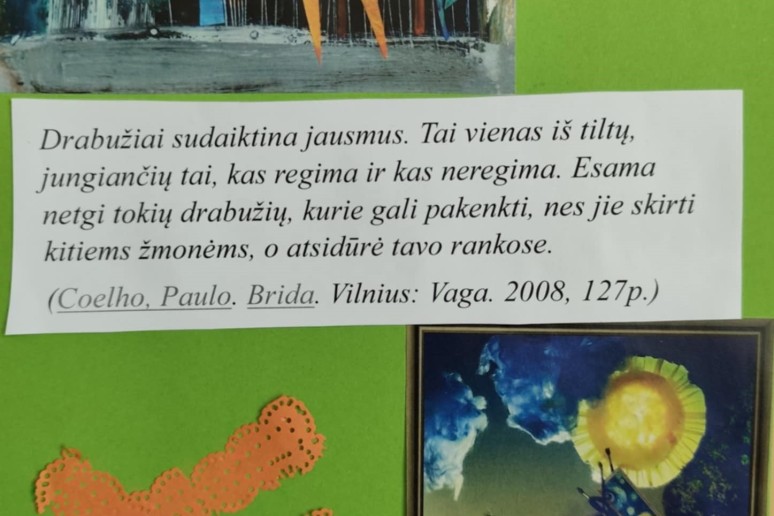 Drabužiai sudaiktina jausmus. Tai vienas iš tiltų,
jungiančių tai, kas regima ir kas neregima. Esama
netgi tokių drabužių, kurie gali pakenkti, nes jie skirti
kitiems žmonėms, o atsidūrė tavo rankose.
(Coelho, Paulo. Brida. Vilnius: Vaga. 2008, 127p.)